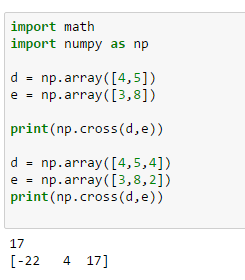 import math
import numpy as np
d = np.array([4,5])
e = np.array([3,8])
print(np.cross(d,e))
d = np.array([4,5,4])
e = np.array([3,8,2])
print(np.cross(d,e))
17
[-22   4  17]